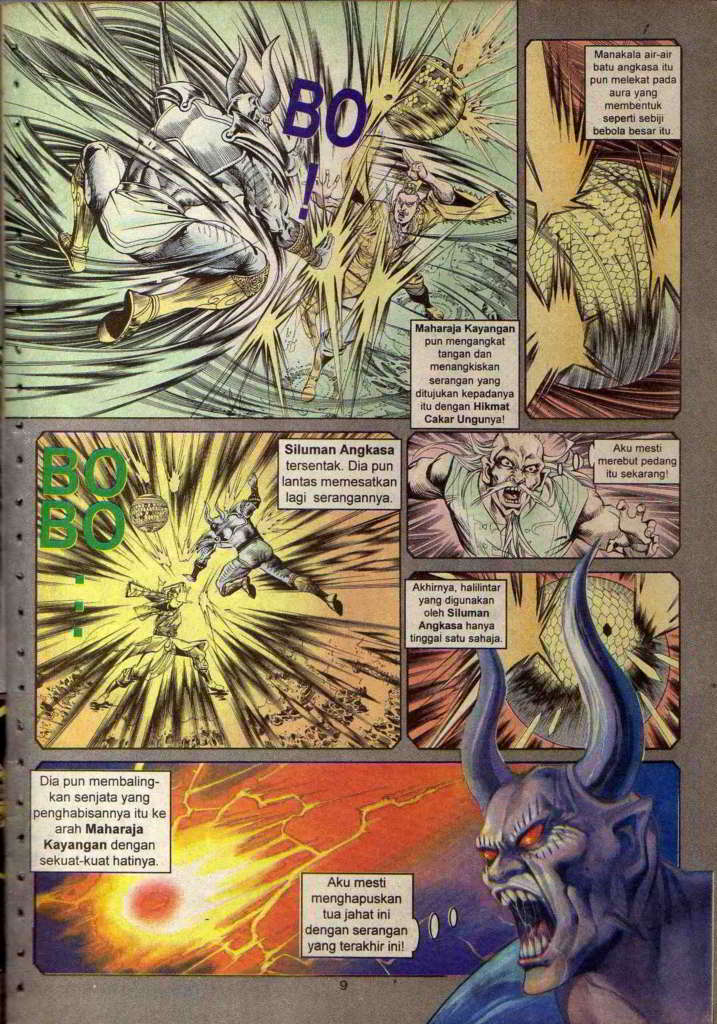 BO
!
Maharaja Kayangan
pun mengangkat
tangan dan
menangkiskan
serangan yang
ditujukan kepadanya
itu dengan Hikmat
Cakar Ungunya!
Manakala air-air
batu angkasa itu
pun melekat pada
aura yang
membentuk
seperti sebiji
bebola besar itu.
BO
BO
...
Siluman Angkasa
tersentak. Dia pun
lantas memesatkan
lagi serangannya.
Aku mesti
merebut pedang
itu sekarang!
Akhirnya, halilintar
yang digunakan
oleh Siluman
Angkasa hanya
tinggal satu sahaja.
Dia pun membaling-
kan senjata yang
penghabisannya itu ke
arah Maharaja
Kayangan dengan
sekuat-kuat hatinya.
Aku mesti
menghapuskan
tua jahat ini
dengan serangan
yang terakhir ini!
9